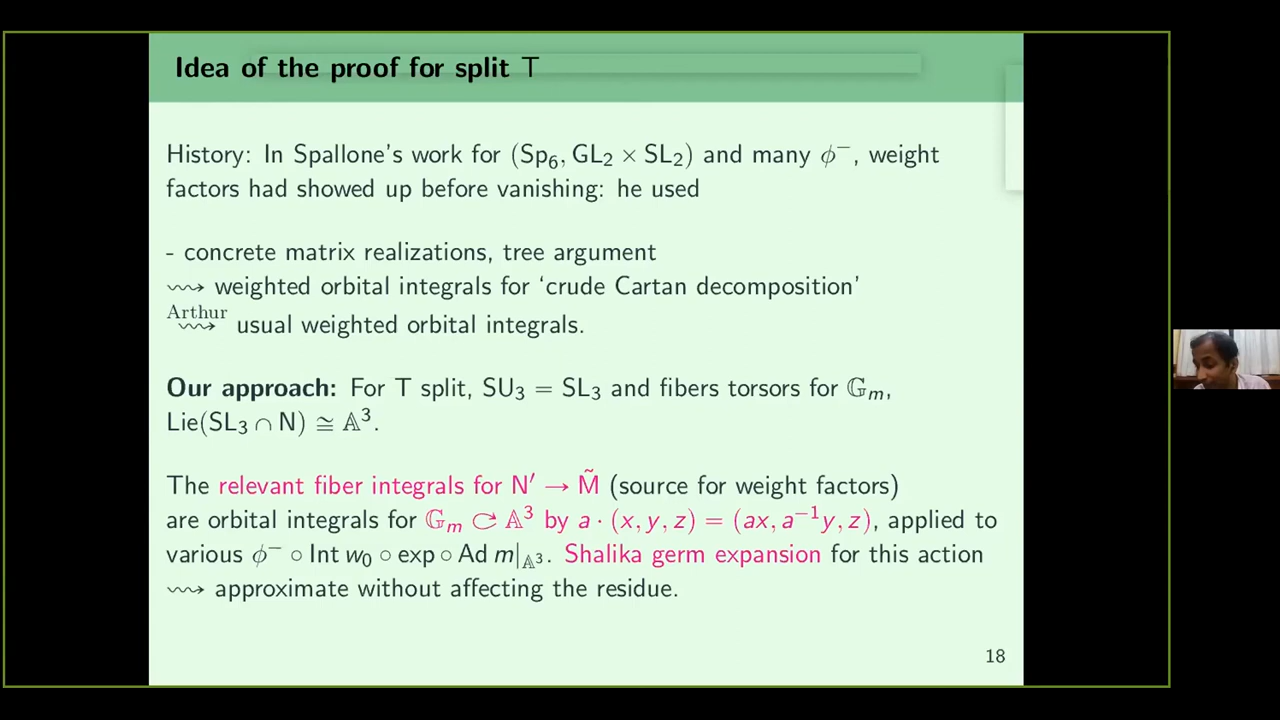 Idea of the proof for split T
History: In Spallone's work for (Sp₆, GL₂ × SL₂) and many ϕ⁻, weight
factors had showed up before vanishing: he used
- concrete matrix realizations, tree argument
⇝ weighted orbital integrals for ‘crude Cartan decomposition’
Arthur
⇝ usual weighted orbital integrals.
Our approach: For T split, SU₃ = SL₃ and fibers torsors for 𝔾ₘ,
Lie(SL₃ ∩ N) ≅ 𝔸³.
The relevant fiber integrals for N′ → M̃ (source for weight factors)
are orbital integrals for 𝔾ₘ ⟳ 𝔸³ by a · (x, y, z) = (ax, a⁻¹y, z), applied to
various ϕ⁻ ∘ Int w₀ ∘ exp ∘ Ad m|_𝔸³. Shalika germ expansion for this action
⇝ approximate without affecting the residue.
18